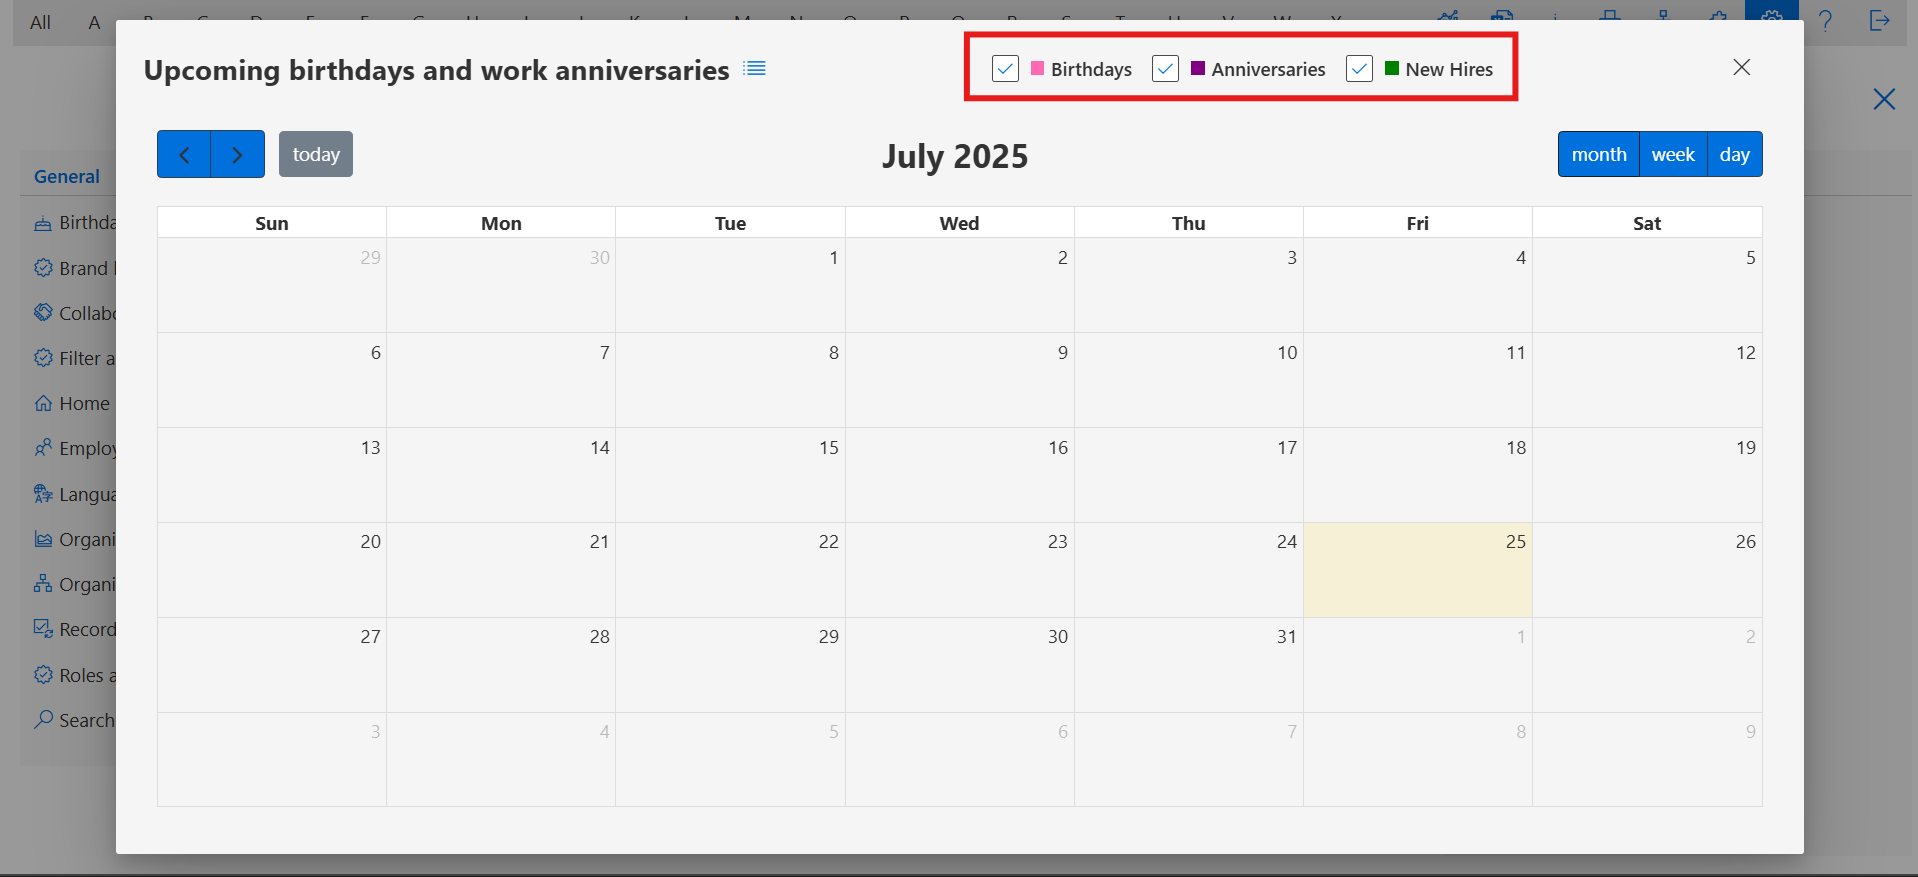 All A
Upcoming birthdays and work anniversaries
Birthdays Anniversaries New Hires
today
July 2025
month week day
General
Birthda
Brand
Collabo
Filter a
Home
Employ
Langua
Organi
Organi
Record
Roles a
Search
Sun Mon Tue Wed Thu Fri Sat
29 30 1 2 3 4 5
6 7 8 9 10 11 12
13 14 15 16 17 18 19
20 21 22 23 24 25 26
27 28 29 30 31 1 2
3 4 5 6 7 8 9